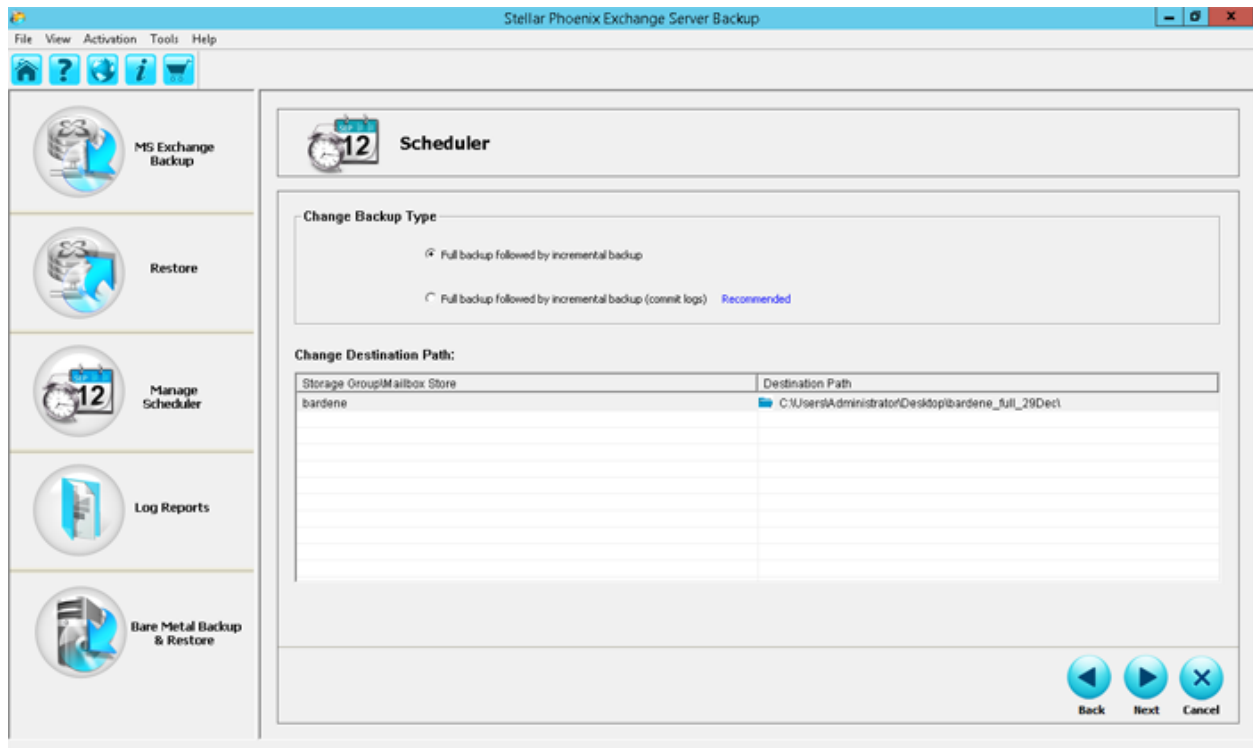 Stellar Phoenix Exchange Server Backup
File View Activation Tools Help
MS Exchange
Backup
Restore
12
Manage
Scheduler
Log Reports
Bare Metal Backup
& Restore
12
Scheduler
Change Backup Type
Full backup followed by incremental backup
Full backup followed by incremental backup (commit logs) Recommended
Change Destination Path:
Storage Group\Mailbox Store Destination Path
bardene C:\Users\Administrator\Desktop\bardene_full_29Dec\
Back Next Cancel